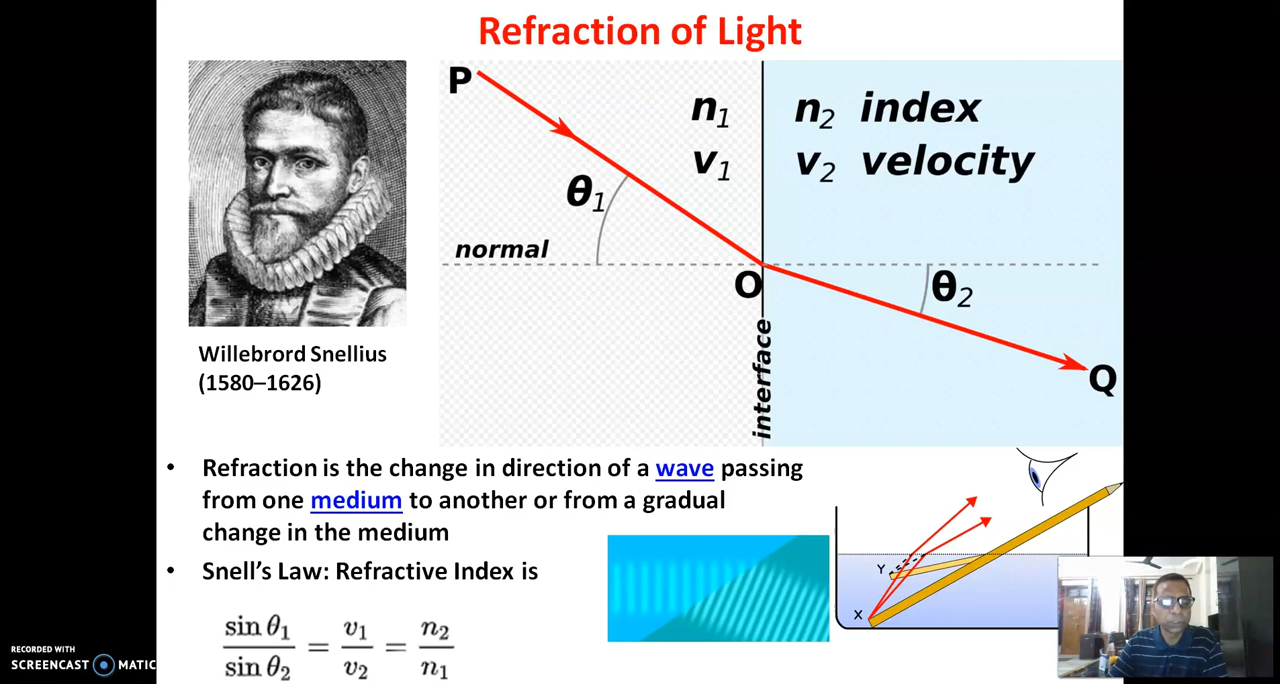 Refraction of Light
P
n1
n2 index
v1
v2 velocity
θ1
normal
O
θ2
interface
Q
Willebrord Snellius
(1580–1626)
• Refraction is the change in direction of a wave passing
from one medium to another or from a gradual
change in the medium
• Snell's Law: Refractive Index is
sin θ1 / sin θ2 = v1 / v2 = n2 / n1
Y
X
RECORDED WITH
SCREENCAST MATIC